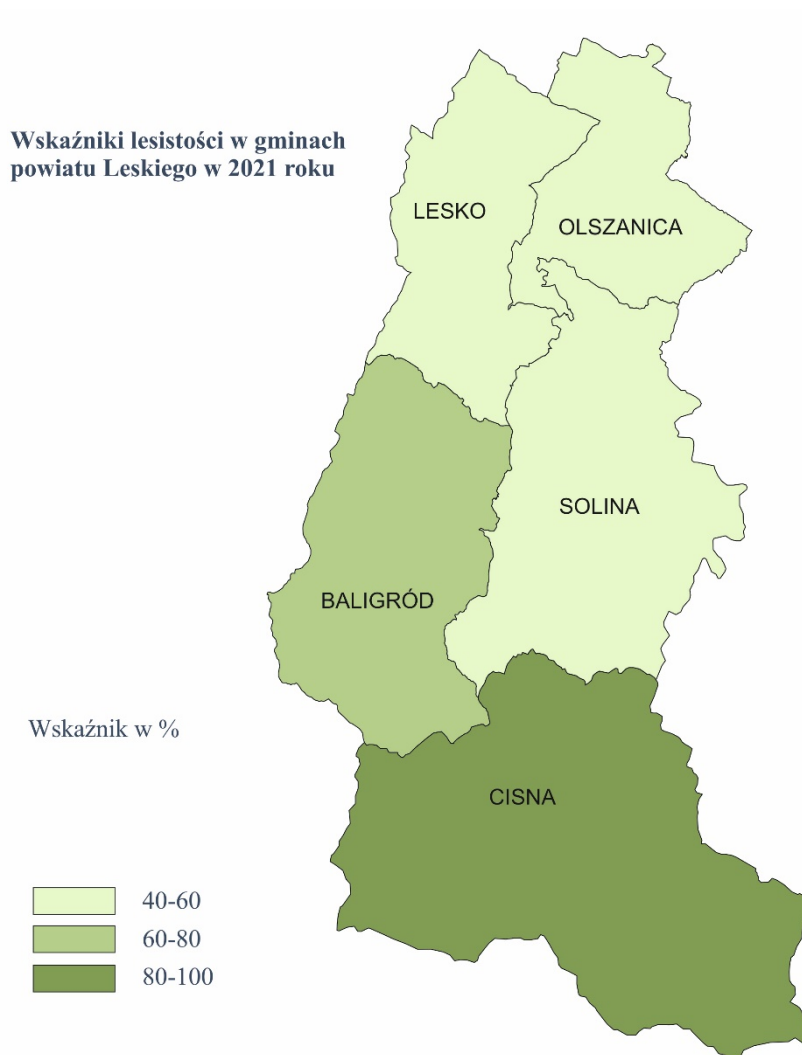 Wskaźniki lesistości w gminach
powiatu Leskiego w 2021 roku
LESKO
OLSZANICA
SOLINA
BALIGRÓD
Wskaźnik w %
CISNA
40-60
60-80
80-100